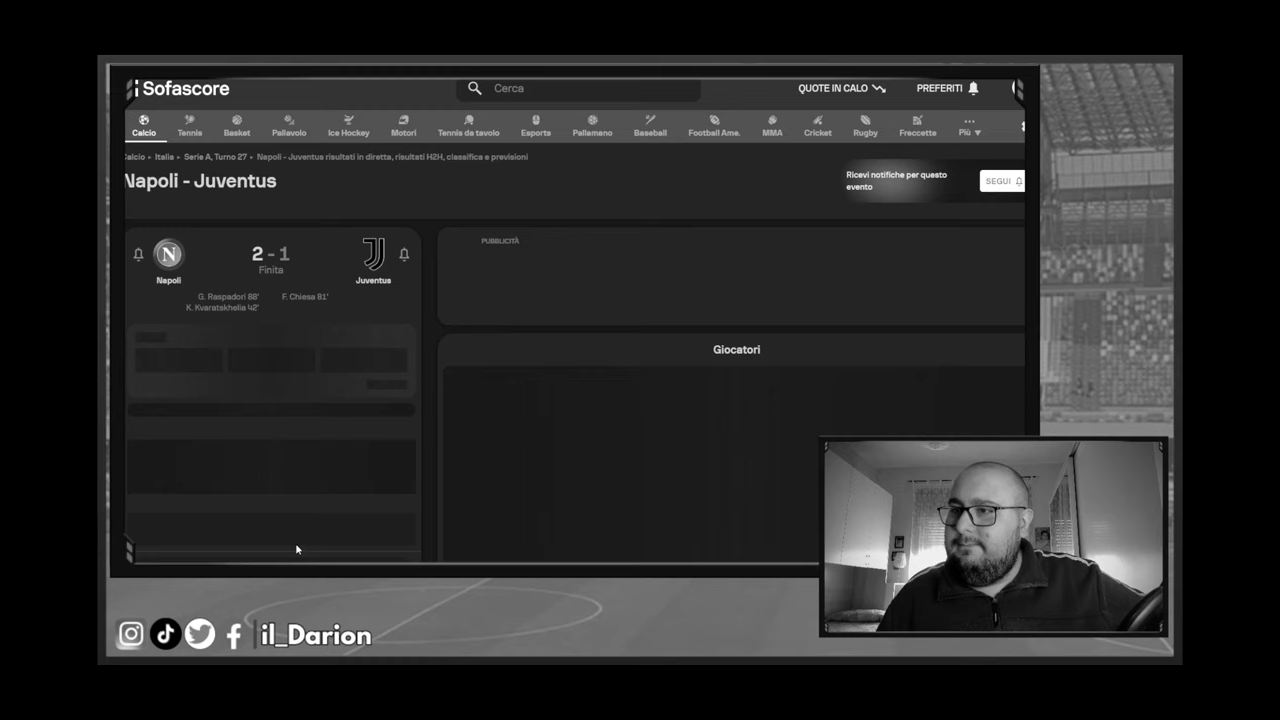 Sofascore
Cerca
QUOTE IN CALO
PREFERITI
Calcio
Tennis
Basket
Pallavolo
Ice Hockey
Motori
Tennis da tavolo
Esports
Pallamano
Baseball
Football Ame.
MMA
Cricket
Rugby
Freccette
Più
Calcio Italia Serie A, Turno 27 Napoli - Juventus risultati in diretta, risultati H2H, classifica e previsioni
Napoli - Juventus
Ricevi notifiche per questo
evento
SEGUI
N
2 - 1
Finita
Napoli
Juventus
G. Raspadori 88'
F. Chiesa 81'
K. Kvaratskhelia 42'
PUBBLICITÀ
Giocatori
il_Darion